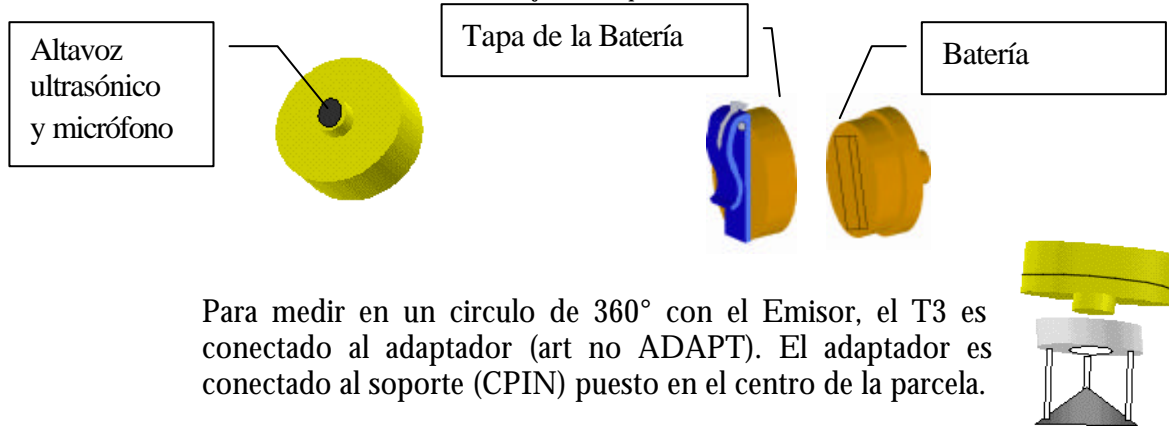 Altavoz
ultrasónico
y micrófono
Tapa de la Batería
Batería
Para medir en un circulo de 360° con el Emisor, el T3 es
conectado al adaptador (art no ADAPT). El adaptador es
conectado al soporte (CPIN) puesto en el centro de la parcela.